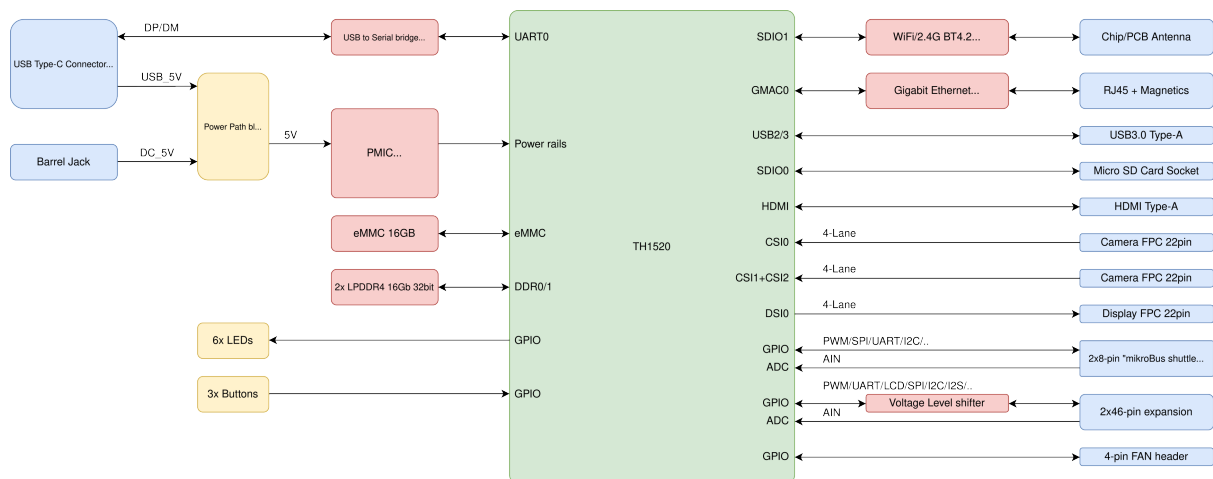 DP/DM
USB to Serial bridge...
UART0
USB Type-C Connector...
USB_5V
Power Path bl...
5V
PMIC...
Power rails
Barrel Jack
DC_5V
eMMC 16GB
eMMC
2x LPDDR4 16Gb 32bit
DDR0/1
6x LEDs
GPIO
3x Buttons
GPIO
TH1520
SDIO1
WiFi/2.4G BT4.2...
Chip/PCB Antenna
GMAC0
Gigabit Ethernet...
RJ45 + Magnetics
USB2/3
USB3.0 Type-A
SDIO0
Micro SD Card Socket
HDMI
HDMI Type-A
CSI0
4-Lane
Camera FPC 22pin
CSI1+CSI2
4-Lane
Camera FPC 22pin
DSI0
4-Lane
Display FPC 22pin
GPIO
PWM/SPI/UART/I2C/..
ADC
AIN
2x8-pin "mikroBus shuttle...
PWM/UART/LCD/SPI/I2C/I2S/..
GPIO
Voltage Level shifter
ADC
AIN
2x46-pin expansion
GPIO
4-pin FAN header